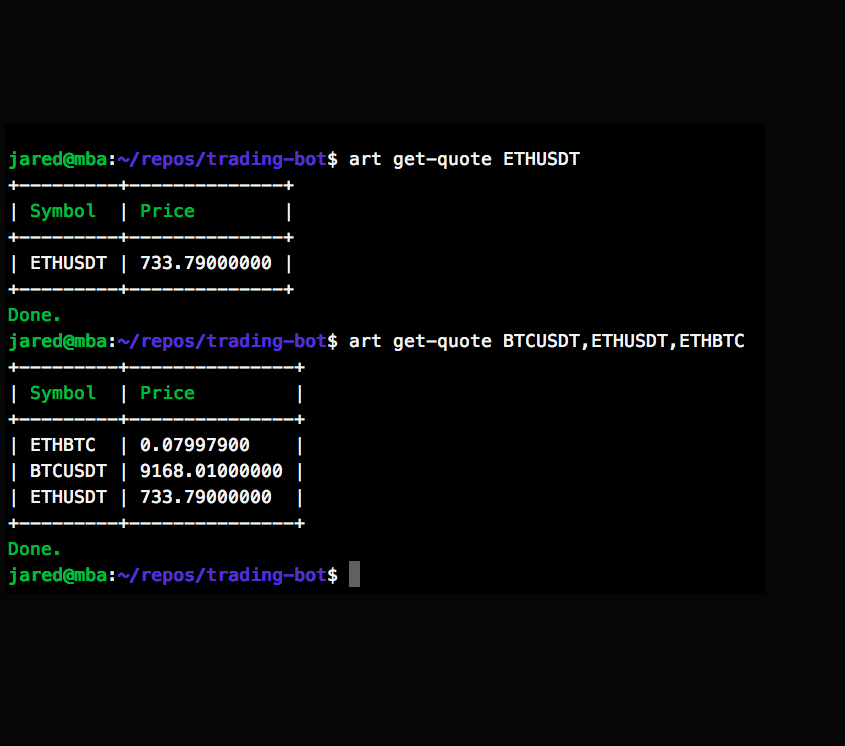 jared@mba:~/repos/trading-bot$ art get-quote ETHUSDT
+---------+--------------+
| Symbol  | Price        |
+---------+--------------+
| ETHUSDT | 733.79000000 |
+---------+--------------+
Done.
jared@mba:~/repos/trading-bot$ art get-quote BTCUSDT,ETHUSDT,ETHBTC
+---------+---------------+
| Symbol  | Price         |
+---------+---------------+
| ETHBTC  | 0.07997900    |
| BTCUSDT | 9168.01000000 |
| ETHUSDT | 733.79000000  |
+---------+---------------+
Done.
jared@mba:~/repos/trading-bot$